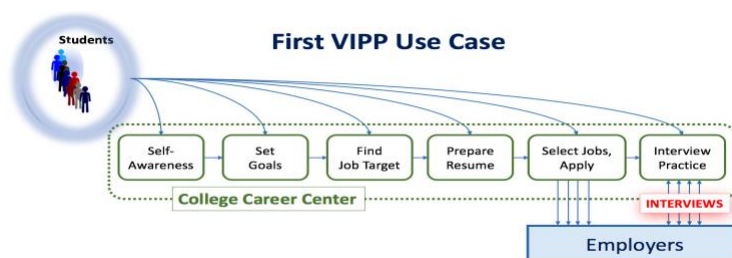 Students
First VIPP Use Case
Self-
Awareness
Set
Goals
Find
Job Target
Prepare
Resume
Select Jobs,
Apply
Interview
Practice
College Career Center
INTERVIEWS
Employers